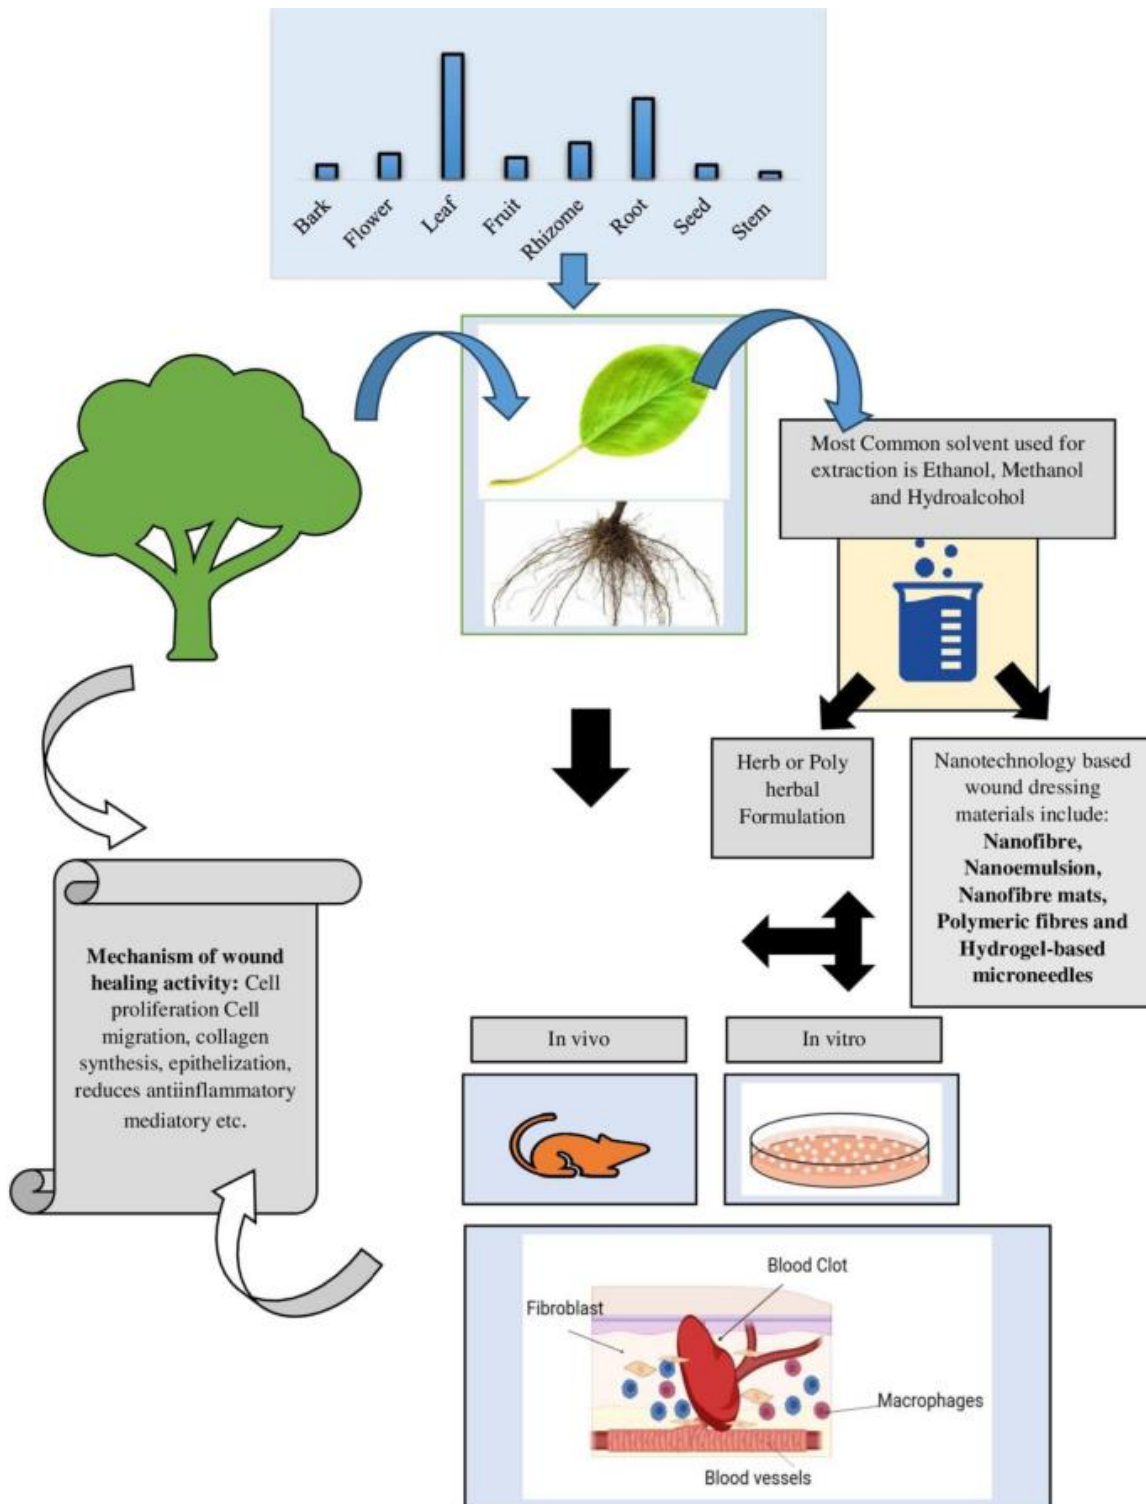 Bark
Flower
Leaf
Fruit
Rhizome
Root
Seed
Stem
Most Common solvent used for
extraction is Ethanol, Methanol
and Hydroalcohol
Herb or Poly
herbal
Formulation
Nanotechnology based
wound dressing
materials include:
Nanofibre,
Nanoemulsion,
Nanofibre mats,
Polymeric fibres and
Hydrogel-based
microneedles
Mechanism of wound
healing activity: Cell
proliferation Cell
migration, collagen
synthesis, epithelization,
reduces antiinflammatory
mediatory etc.
In vivo
In vitro
Blood Clot
Fibroblast
Macrophages
Blood vessels